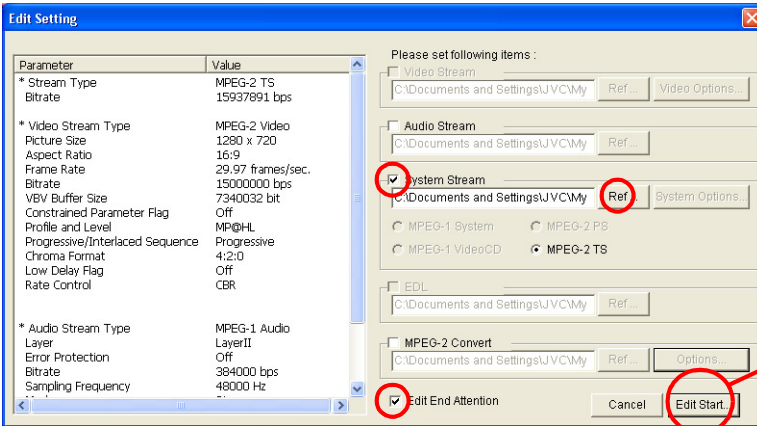 Edit Setting
Please set following items :
Parameter Value
* Stream Type MPEG-2 TS
Bitrate 15937891 bps
* Video Stream Type MPEG-2 Video
Picture Size 1280 x 720
Aspect Ratio 16:9
Frame Rate 29.97 frames/sec.
Bitrate 15000000 bps
VBV Buffer Size 7340032 bit
Constrained Parameter Flag Off
Profile and Level MP@HL
Progressive/Interlaced Sequence Progressive
Chroma Format 4:2:0
Low Delay Flag Off
Rate Control CBR
* Audio Stream Type MPEG-1 Audio
Layer LayerII
Error Protection Off
Bitrate 384000 bps
Sampling Frequency 48000 Hz
Video Stream
C:\Documents and Settings\JVC\My Ref... Video Options...
Audio Stream
C:\Documents and Settings\JVC\My Ref...
System Stream
C:\Documents and Settings\JVC\My Ref... System Options...
MPEG-1 System MPEG-2 PS
MPEG-1 VideoCD MPEG-2 TS
EDL
C:\Documents and Settings\JVC\My Ref...
MPEG-2 Convert
C:\Documents and Settings\JVC\My Ref... Options...
Edit End Attention Cancel Edit Start...